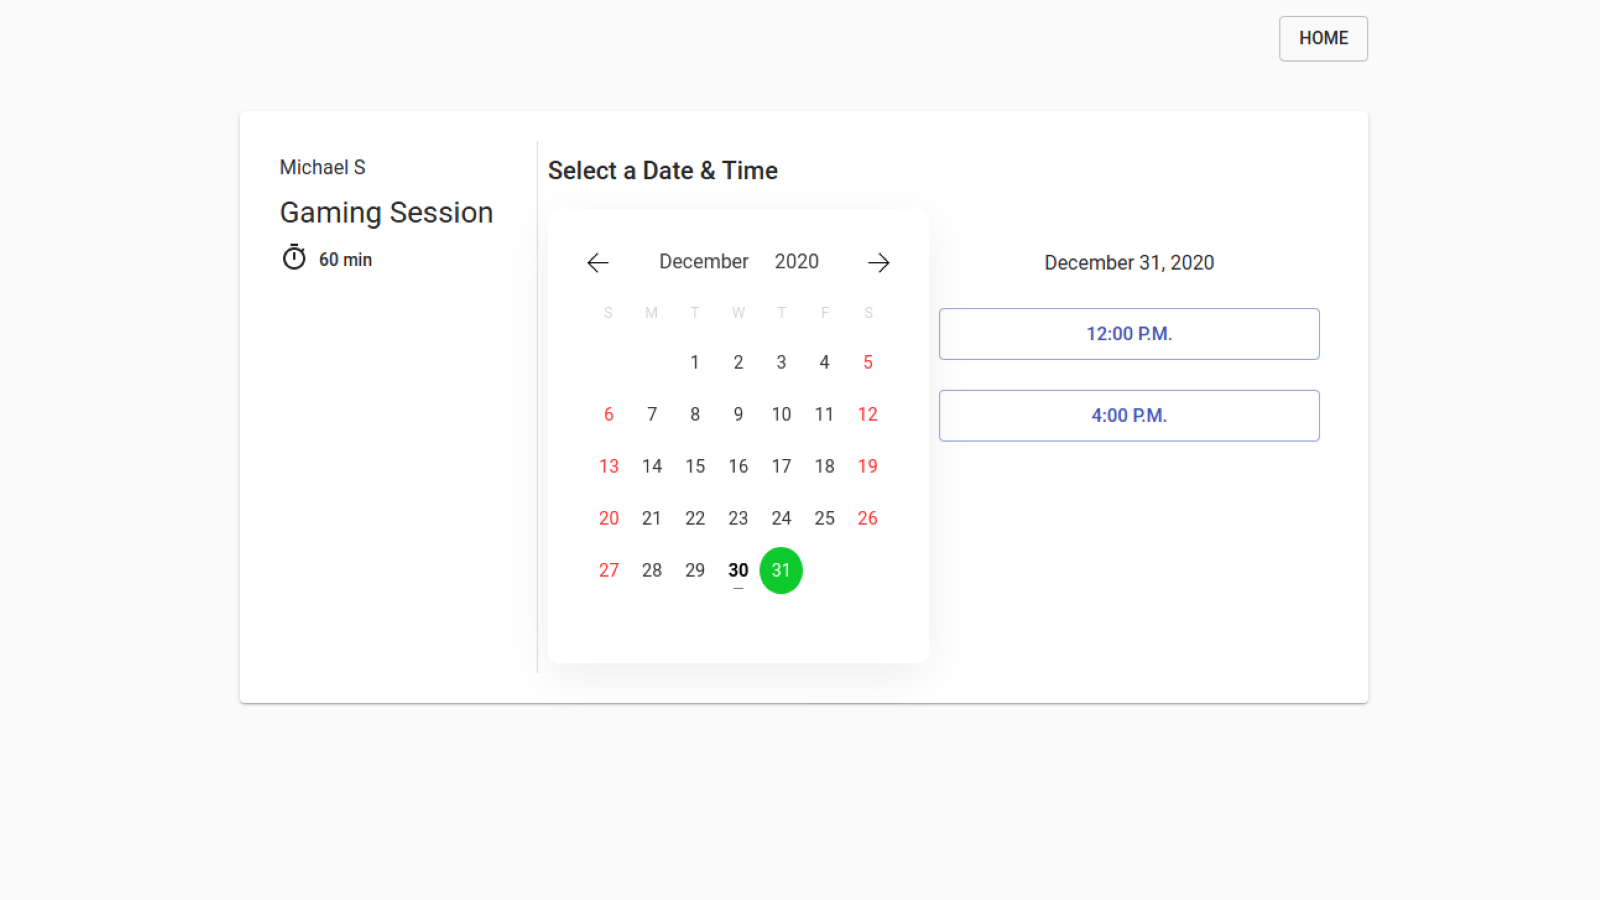 HOME
Michael S
Gaming Session
60 min
Select a Date & Time
December 2020
S M T W T F S
1 2 3 4 5
6 7 8 9 10 11 12
13 14 15 16 17 18 19
20 21 22 23 24 25 26
27 28 29 30 31
December 31, 2020
12:00 P.M.
4:00 P.M.